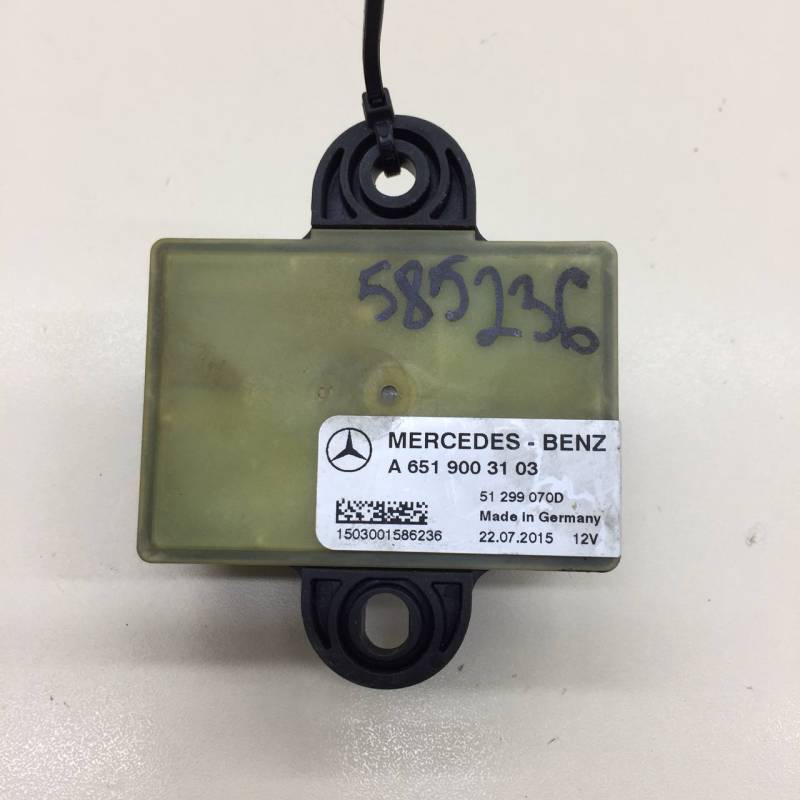 585236
MERCEDES - BENZ
A 651 900 31 03
51 299 070D
Made In Germany
1503001586236
22.07.2015 12V